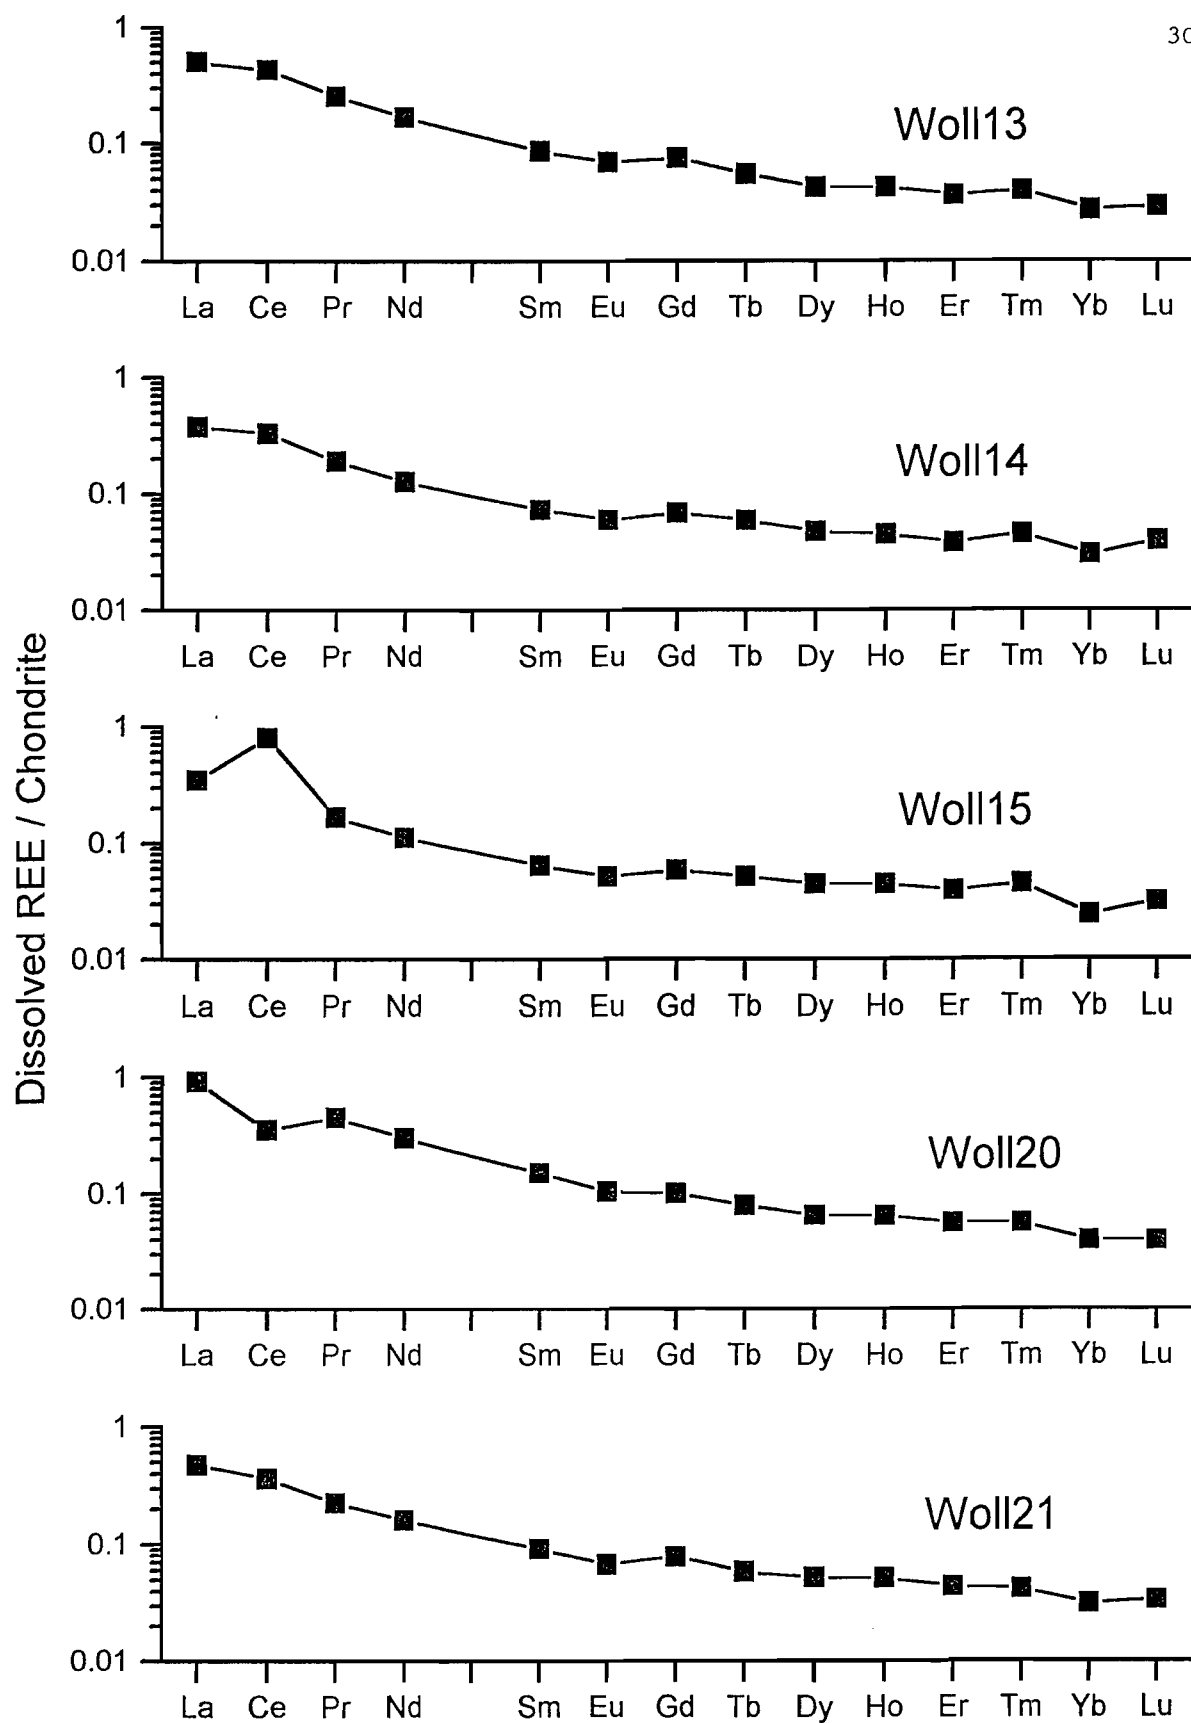 30
1
0.1
0.01
Woll13
La Ce Pr Nd Sm Eu Gd Tb Dy Ho Er Tm Yb Lu
1
0.1
0.01
Woll14
La Ce Pr Nd Sm Eu Gd Tb Dy Ho Er Tm Yb Lu
Dissolved REE / Chondrite
1
0.1
0.01
Woll15
La Ce Pr Nd Sm Eu Gd Tb Dy Ho Er Tm Yb Lu
1
0.1
0.01
Woll20
La Ce Pr Nd Sm Eu Gd Tb Dy Ho Er Tm Yb Lu
1
0.1
0.01
Woll21
La Ce Pr Nd Sm Eu Gd Tb Dy Ho Er Tm Yb Lu